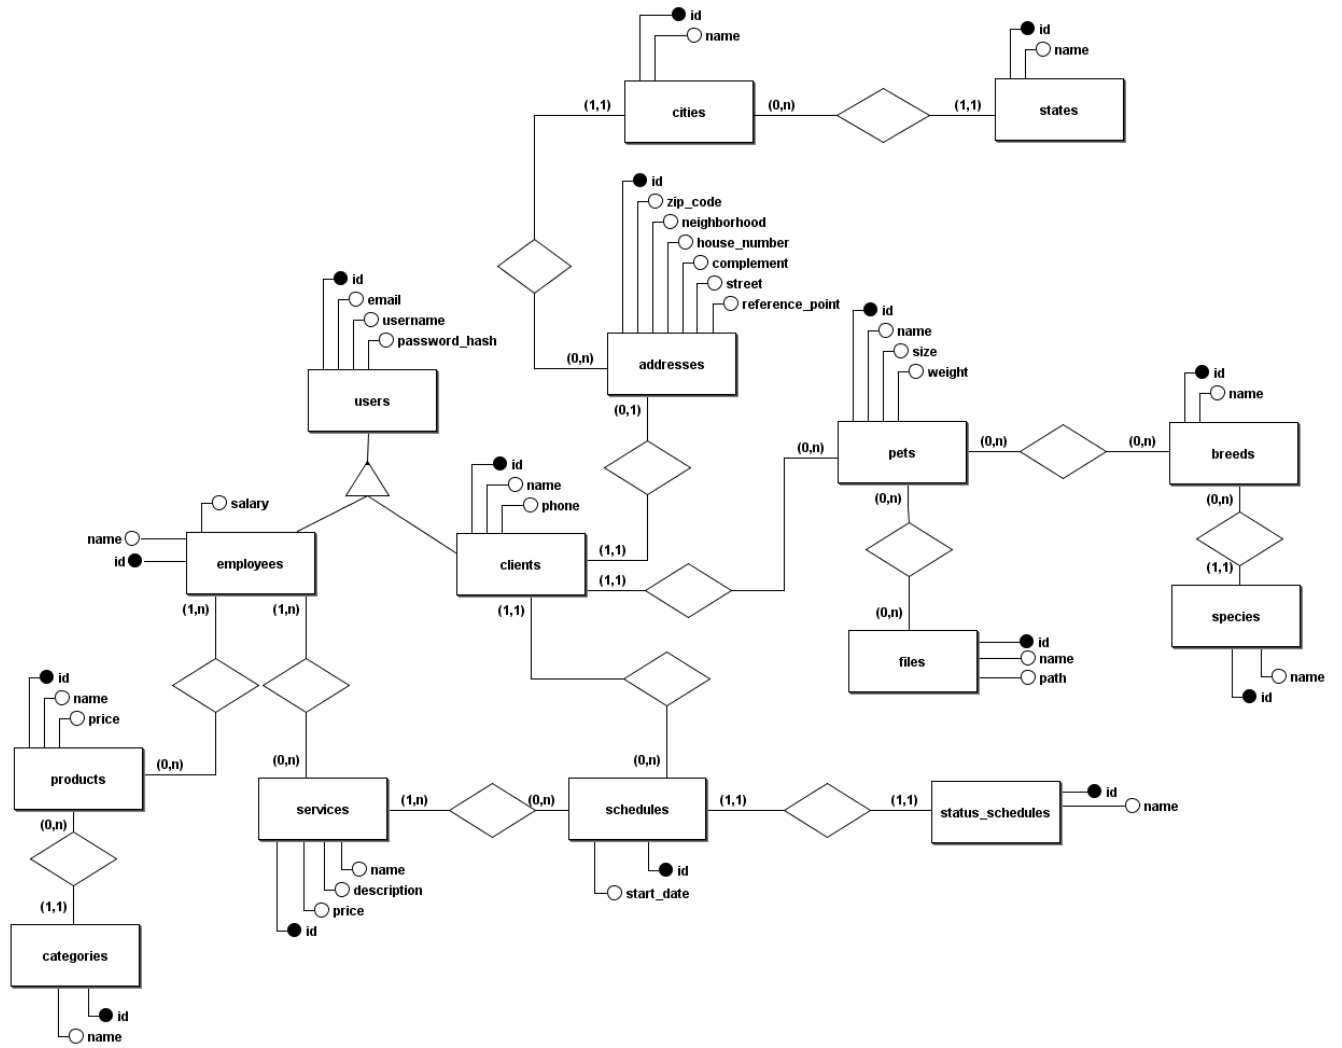 id
name
cities
(1,1)
(0,n)
(1,1)
id
name
states
id
zip_code
neighborhood
house_number
complement
street
reference_point
addresses
(0,n)
(0,1)
id
email
username
password_hash
users
id
name
size
weight
pets
(0,n)
(0,n)
(0,n)
(0,n)
id
name
breeds
(0,n)
(1,1)
species
name
id
salary
name
id
employees
(1,n)
(1,n)
id
name
phone
clients
(1,1)
(1,1)
(1,1)
(0,n)
files
id
name
path
id
name
price
products
(0,n)
(0,n)
(1,1)
categories
id
name
(0,n)
services
(1,n)
(0,n)
name
description
price
id
(0,n)
schedules
(1,1)
(1,1)
id
start_date
status_schedules
id
name